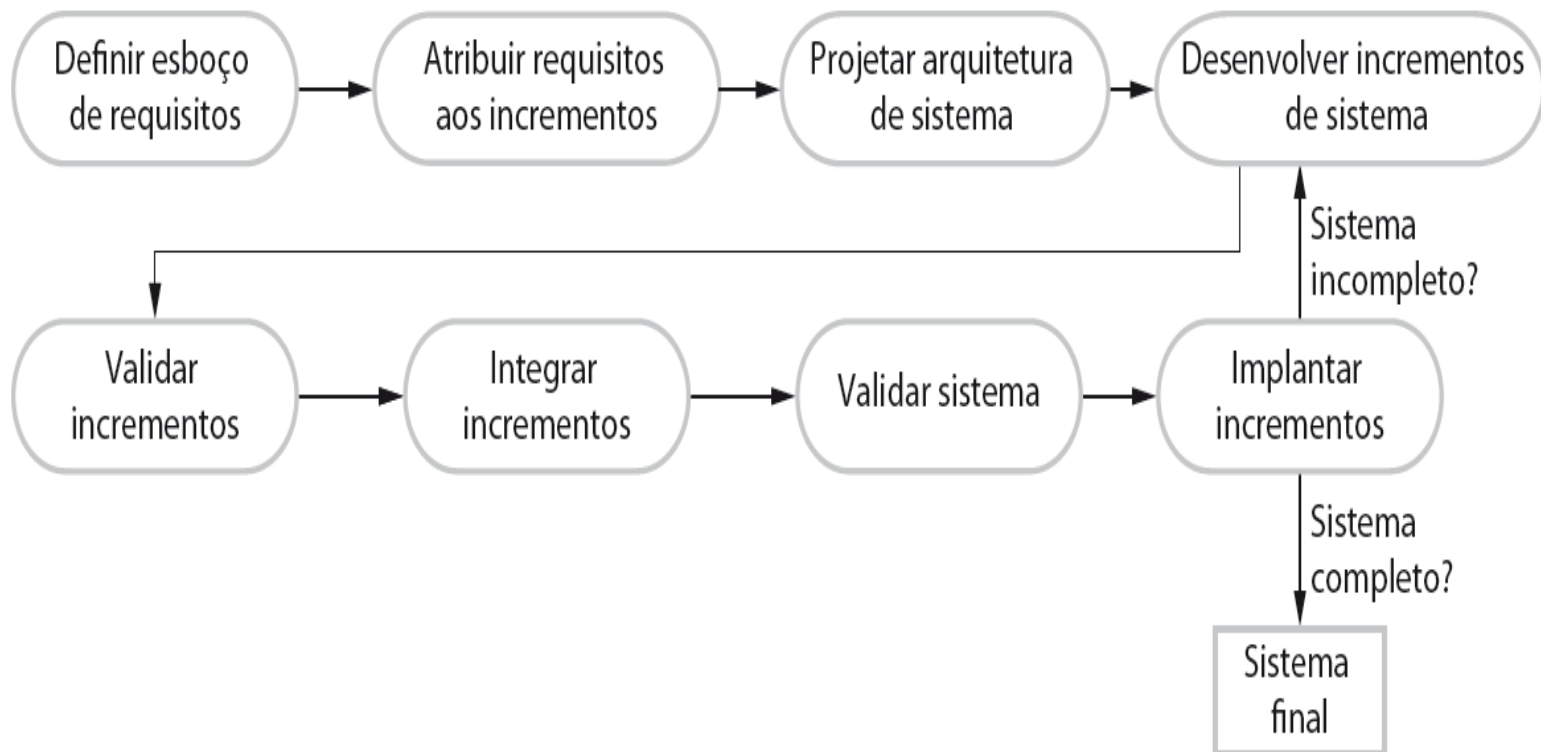 Definir esboço
de requisitos
Atribuir requisitos
aos incrementos
Projetar arquitetura
de sistema
Desenvolver incrementos
de sistema
Sistema
incompleto?
Validar
incrementos
Integrar
incrementos
Validar sistema
Implantar
incrementos
Sistema
completo?
Sistema
final